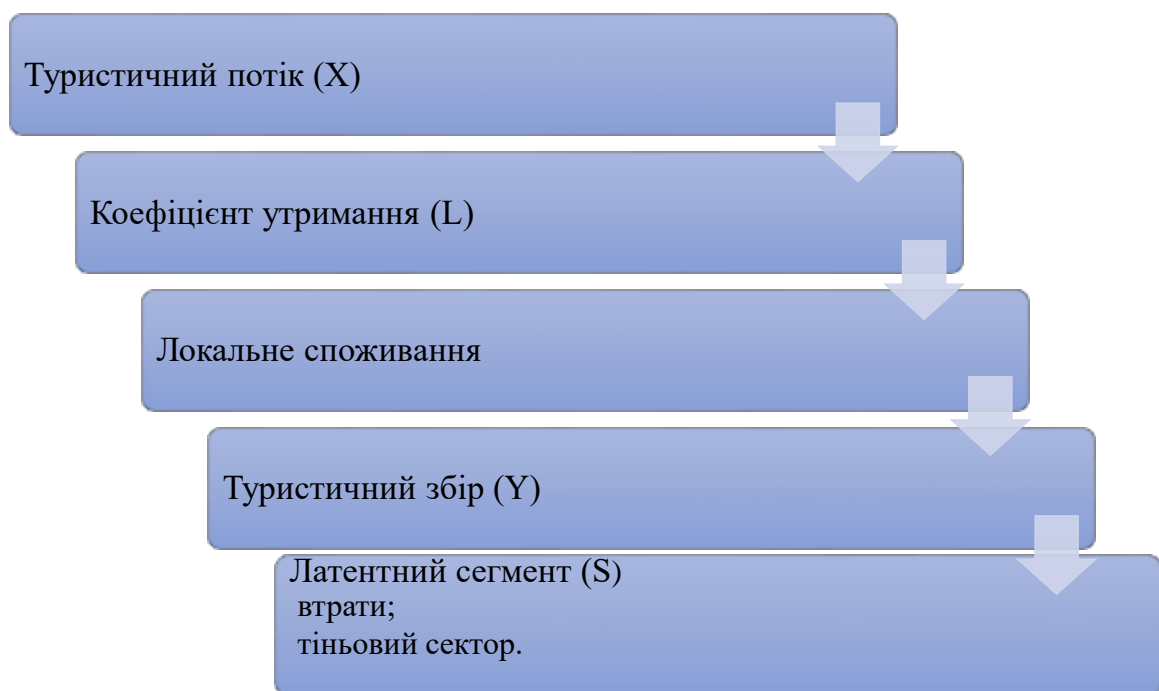 Туристичний потік (X)
Коефіцієнт утримання (L)
Локальне споживання
Туристичний збір (Y)
Латентний сегмент (S)
втрати;
тіньовий сектор.